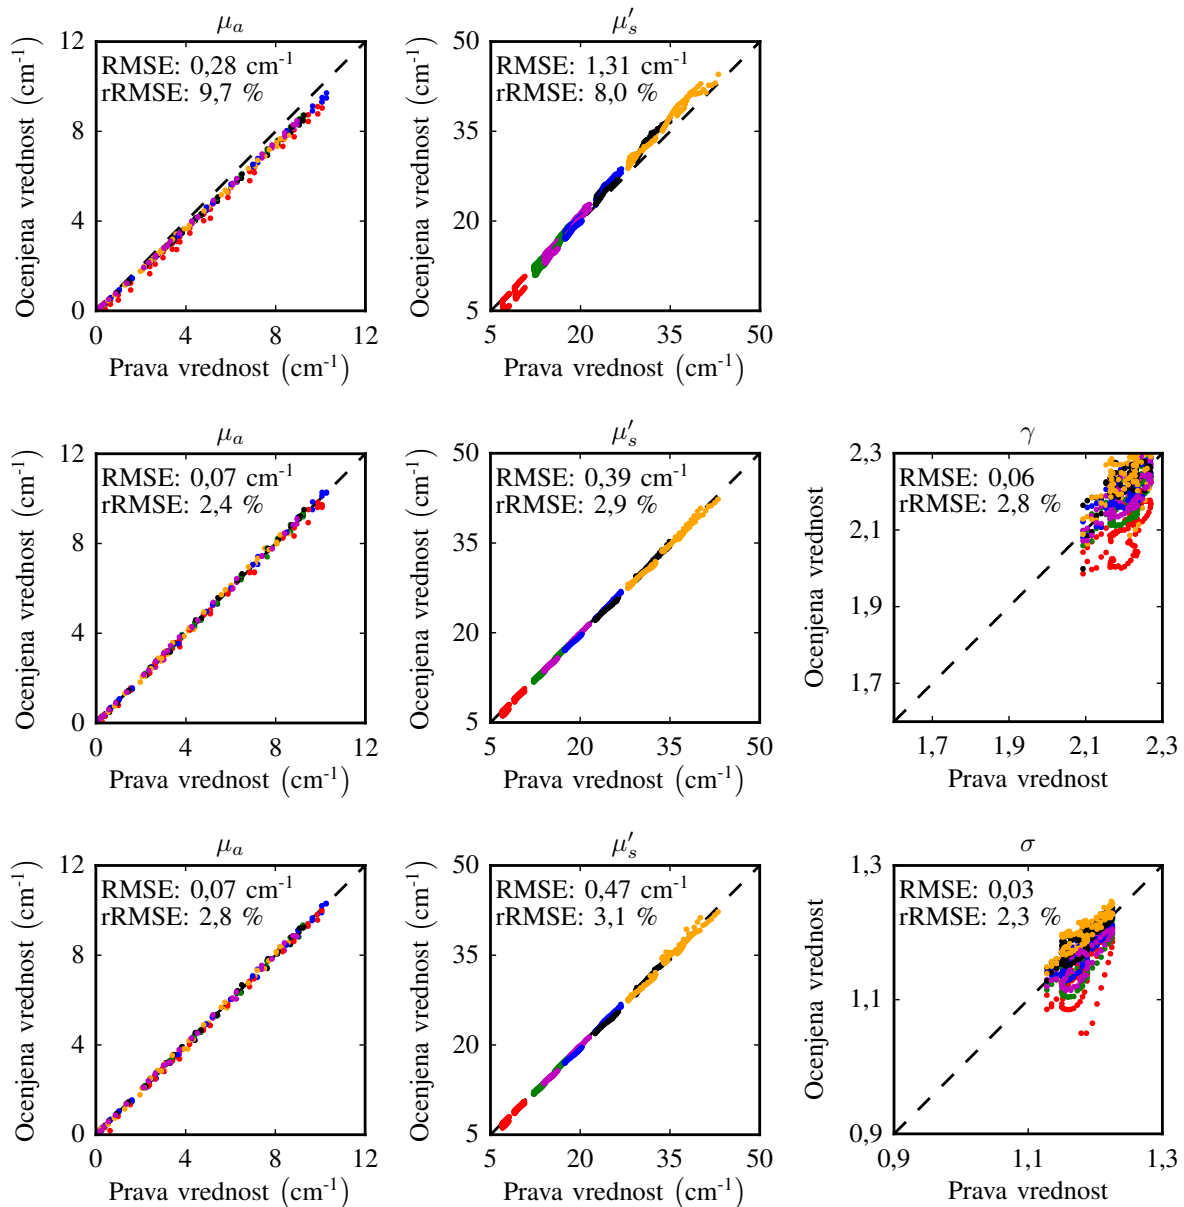 μₐ
12
8
4
0
RMSE: 0,28 cm⁻¹
rRMSE: 9,7 %
Ocenjena vrednost (cm⁻¹)
0 4 8 12
Prava vrednost (cm⁻¹)
μ′ₛ
50
35
20
5
RMSE: 1,31 cm⁻¹
rRMSE: 8,0 %
Ocenjena vrednost (cm⁻¹)
5 20 35 50
Prava vrednost (cm⁻¹)
μₐ
12
8
4
0
RMSE: 0,07 cm⁻¹
rRMSE: 2,4 %
Ocenjena vrednost (cm⁻¹)
0 4 8 12
Prava vrednost (cm⁻¹)
μ′ₛ
50
35
20
5
RMSE: 0,39 cm⁻¹
rRMSE: 2,9 %
Ocenjena vrednost (cm⁻¹)
5 20 35 50
Prava vrednost (cm⁻¹)
γ
2,3
2,1
1,9
1,7
RMSE: 0,06
rRMSE: 2,8 %
Ocenjena vrednost
1,7 1,9 2,1 2,3
Prava vrednost
μₐ
12
8
4
0
RMSE: 0,07 cm⁻¹
rRMSE: 2,8 %
Ocenjena vrednost (cm⁻¹)
0 4 8 12
Prava vrednost (cm⁻¹)
μ′ₛ
50
35
20
5
RMSE: 0,47 cm⁻¹
rRMSE: 3,1 %
Ocenjena vrednost (cm⁻¹)
5 20 35 50
Prava vrednost (cm⁻¹)
σ
1,3
1,1
0,9
RMSE: 0,03
rRMSE: 2,3 %
Ocenjena vrednost
0,9 1,1 1,3
Prava vrednost